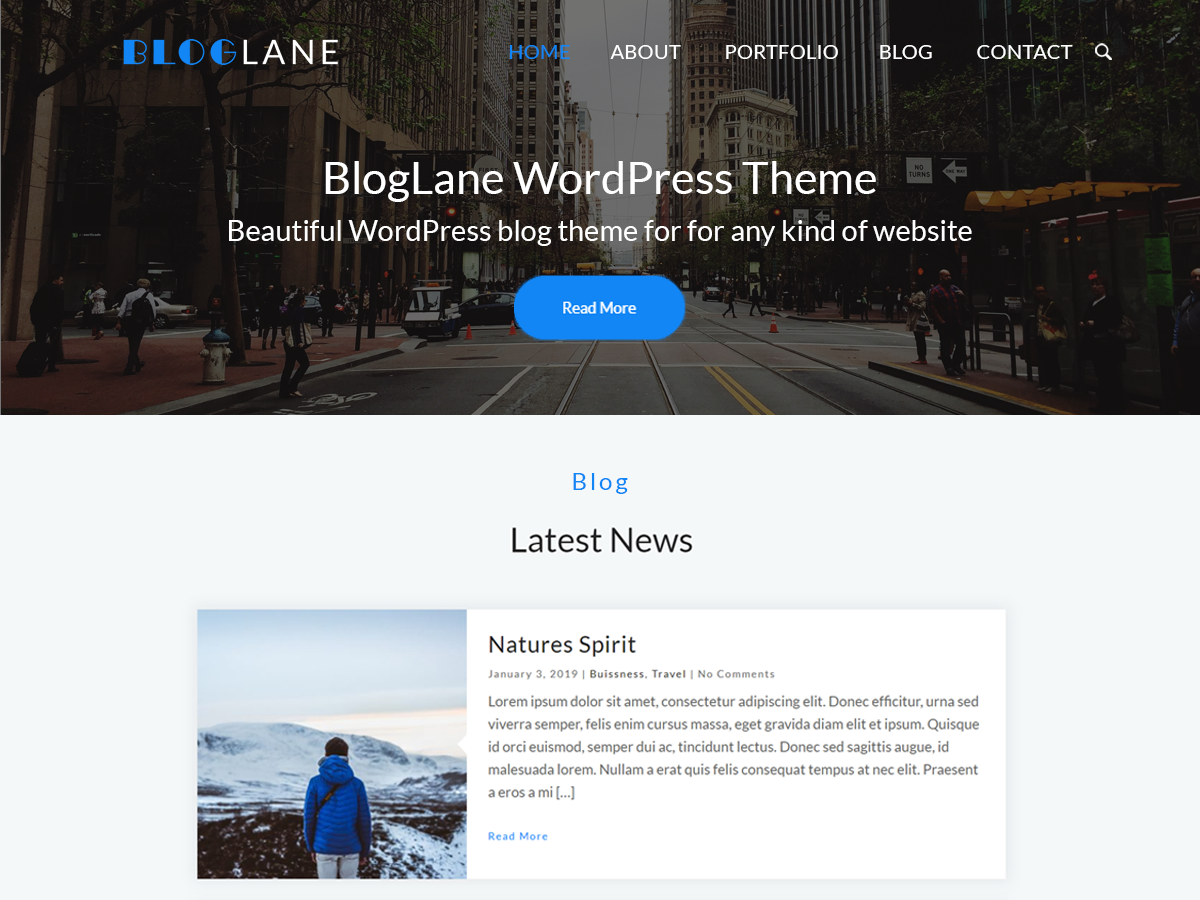 BLOGLANE
HOME ABOUT PORTFOLIO BLOG CONTACT
NO TURNS
ONE WAY
BlogLane WordPress Theme
Beautiful WordPress blog theme for for any kind of website
Read More
Blog
Latest News
Natures Spirit
January 3, 2019 | Buissness, Travel | No Comments
Lorem ipsum dolor sit amet, consectetur adipiscing elit. Donec efficitur, urna sed
viverra semper, felis enim cursus massa, eget gravida diam elit et ipsum. Quisque
id orci euismod, semper dui ac, tincidunt lectus. Donec sed sagittis augue, id
malesuada lorem. Nullam a erat quis felis consequat tempus at nec elit. Praesent
a eros a mi [...]
Read More